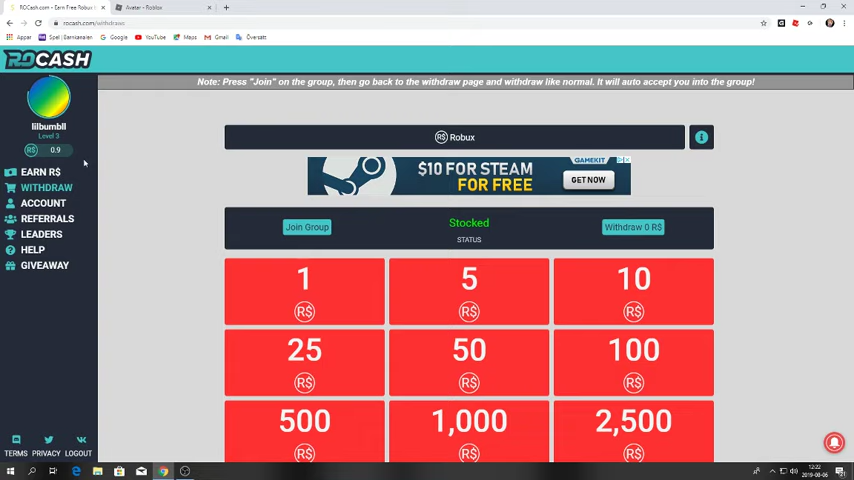 ROCash.com - Earn Free Robux
Avatar - Roblox
rocash.com/withdraws
Appar
Spel | Barnkanalen
Google
YouTube
Maps
Gmail
Översätt
ROCASH
Note: Press "Join" on the group, then go back to the withdraw page and withdraw like normal. It will auto accept you into the group!
lilbumbll
Level 3
R$ 0.9
EARN R$
WITHDRAW
ACCOUNT
REFERRALS
LEADERS
HELP
GIVEAWAY
R$ Robux
$10 FOR STEAM
FOR FREE
GAMEKIT
GET NOW
Join Group
Stocked
STATUS
Withdraw 0 R$
1
5
10
R$
R$
R$
25
50
100
R$
R$
R$
500
1,000
2,500
R$
R$
R$
TERMS
PRIVACY
LOGOUT
12:22
2019-08-06